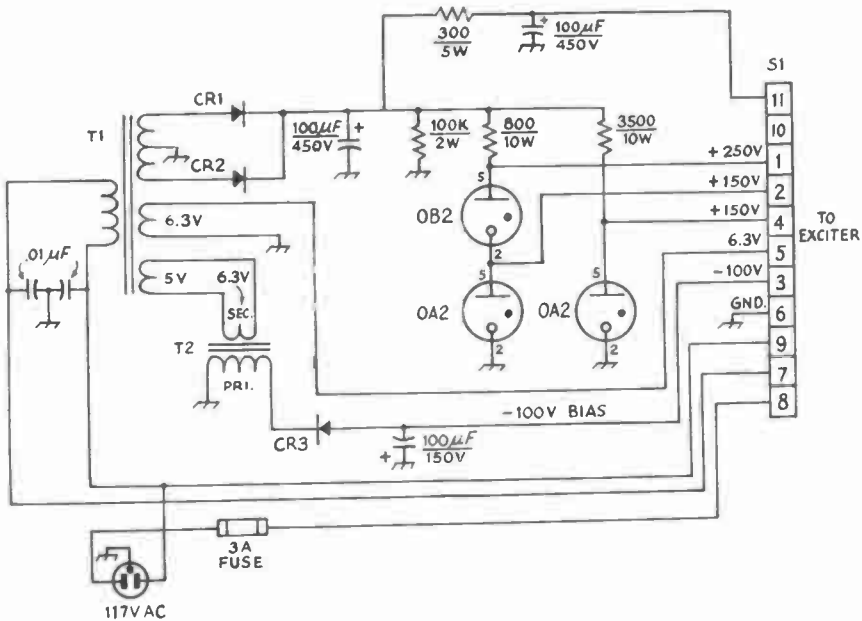 300
5W
+
100µF
450V
S1
CR1
T1
CR2
100µF
450V
+
100K
2W
800
10W
3500
10W
11
10
+250V
1
+150V
2
+150V
4
6.3V
5
-100V
3
GND.
6
9
7
8
TO
EXCITER
5
OB2
2
6.3V
.01µF
5V
6.3V
SEC.
5
OA2
2
5
OA2
2
T2
PRI.
CR3
-100V BIAS
+
100µF
150V
3A
FUSE
117V AC